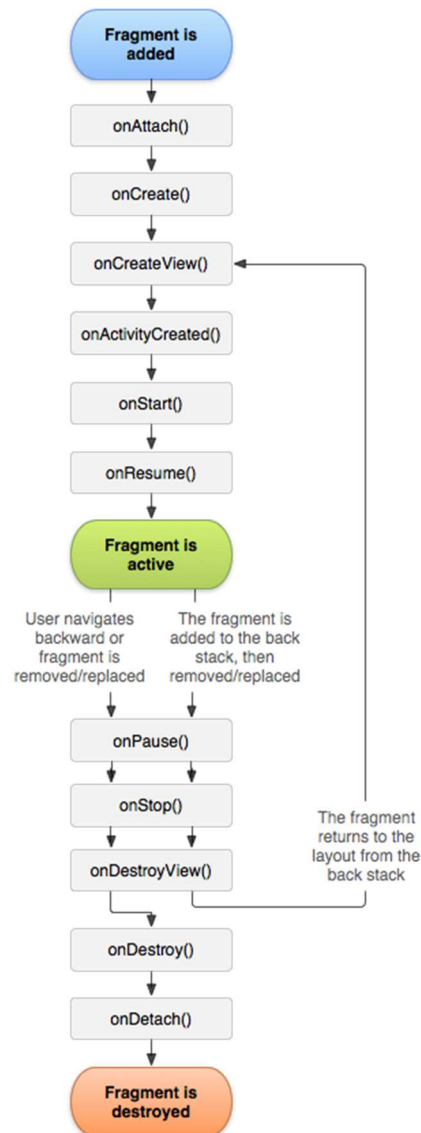 Fragment is
added
onAttach()
onCreate()
onCreateView()
onActivityCreated()
onStart()
onResume()
Fragment is
active
User navigates
backward or
fragment is
removed/replaced
The fragment is
added to the back
stack, then
removed/replaced
onPause()
onStop()
onDestroyView()
The fragment
returns to the
layout from the
back stack
onDestroy()
onDetach()
Fragment is
destroyed